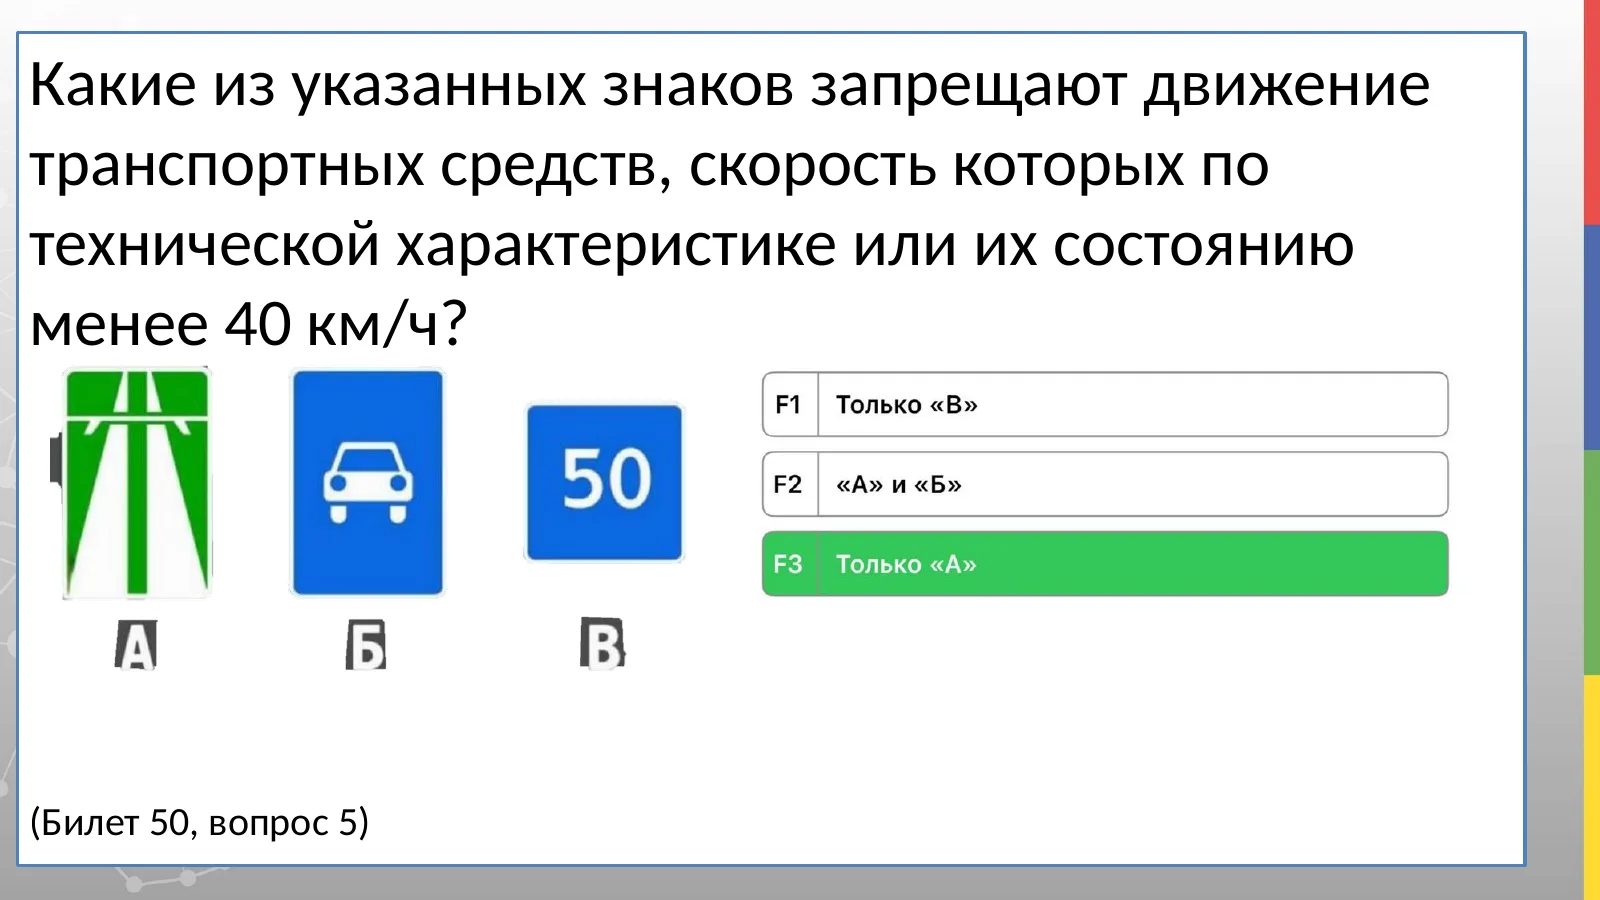 Какие из указанных знаков запрещают движение
транспортных средств, скорость которых по
технической характеристике или их состоянию
менее 40 км/ч?
50
А
Б
В
F1 Только «В»
F2 «А» и «Б»
F3 Только «А»
(Билет 50, вопрос 5)